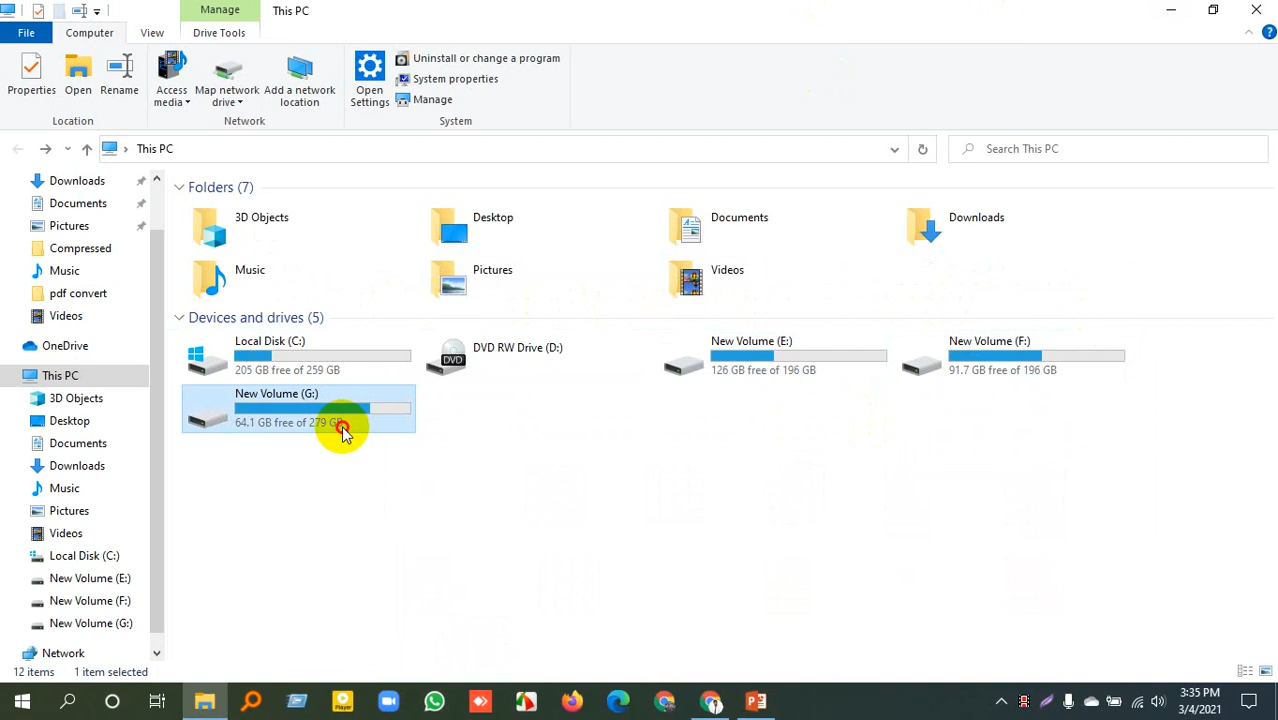 Manage
This PC
File
Computer
View
Drive Tools
Properties
Open
Rename
Access media
Map network drive
Add a network location
Open Settings
Uninstall or change a program
System properties
Manage
Location
Network
System
This PC
Search This PC
Downloads
Documents
Pictures
Compressed
Music
pdf convert
Videos
OneDrive
This PC
3D Objects
Desktop
Documents
Downloads
Music
Pictures
Videos
Local Disk (C:)
New Volume (E:)
New Volume (F:)
New Volume (G:)
Network
Folders (7)
3D Objects
Desktop
Documents
Downloads
Music
Pictures
Videos
Devices and drives (5)
Local Disk (C:)
205 GB free of 259 GB
DVD RW Drive (D:)
DVD
New Volume (E:)
126 GB free of 196 GB
New Volume (F:)
91.7 GB free of 196 GB
New Volume (G:)
64.1 GB free of 279 GB
12 items
1 item selected
Player
3:35 PM
3/4/2021